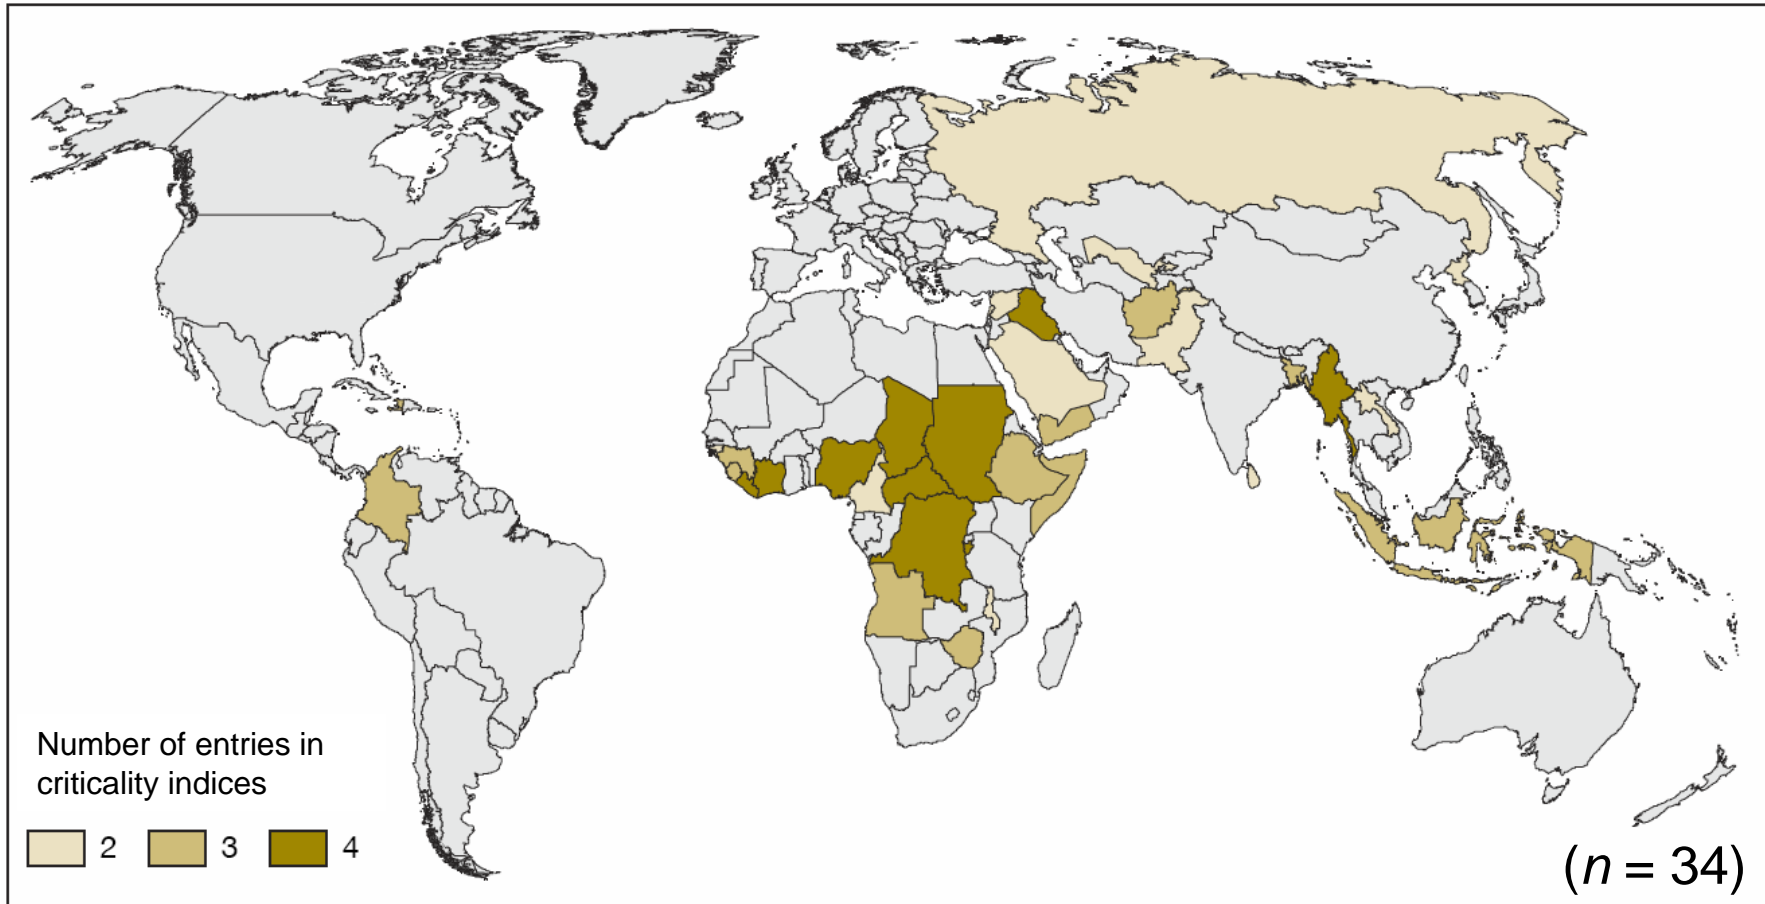 Number of entries in
criticality indices
2 3 4
(n = 34)